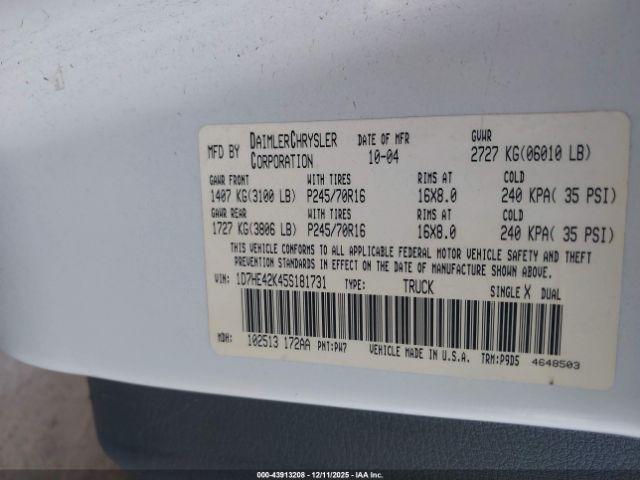 MFD BY DAIMLERCHRYSLER CORPORATION DATE OF MFR 10-04 GVWR 2727 KG(06010 LB)
GAWR FRONT WITH TIRES RIMS AT COLD
1407 KG(3100 LB) P245/70R16 16X8.0 240 KPA( 35 PSI)
GAWR REAR WITH TIRES RIMS AT COLD
1727 KG(3806 LB) P245/70R16 16X8.0 240 KPA( 35 PSI)
THIS VEHICLE CONFORMS TO ALL APPLICABLE FEDERAL MOTOR VEHICLE SAFETY AND THEFT
PREVENTION STANDARDS IN EFFECT ON THE DATE OF MANUFACTURE SHOWN ABOVE.
VIN: 1D7HE42K45S181731 TYPE: TRUCK SINGLE X DUAL
MDH: 102513 172AA PNT:PW7 VEHICLE MADE IN U.S.A. TRM:P9D5 4648503
000-43913208 - 12/11/2025 - IAAI, Inc.